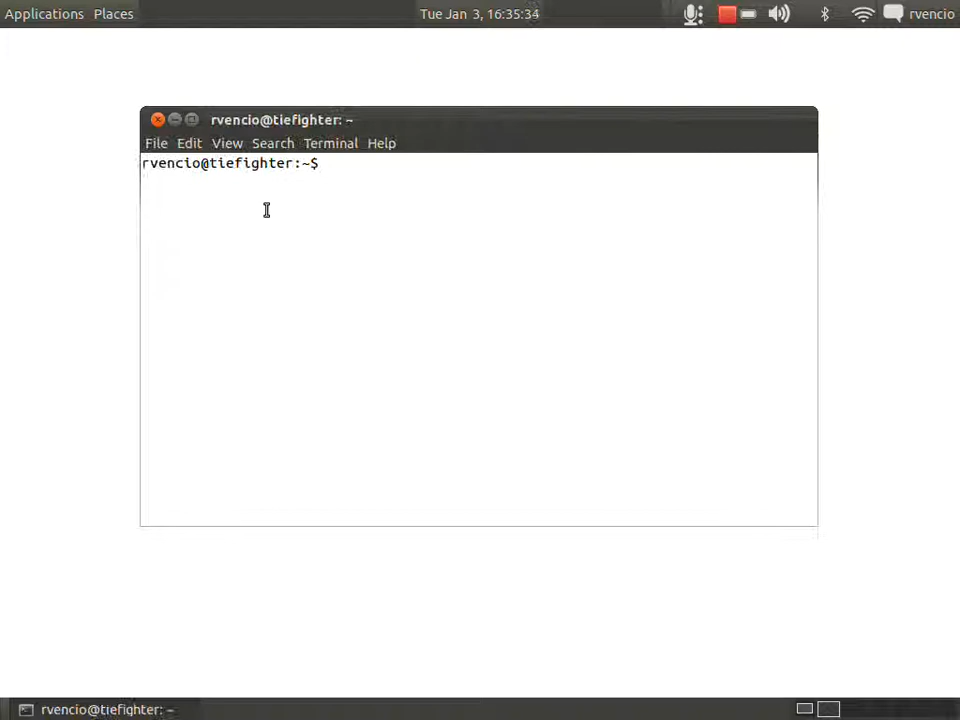 Applications Places Tue Jan 3, 16:35:34 rvencio
rvencio@tiefighter: ~
File Edit View Search Terminal Help
rvencio@tiefighter:~$
rvencio@tiefighter: ~